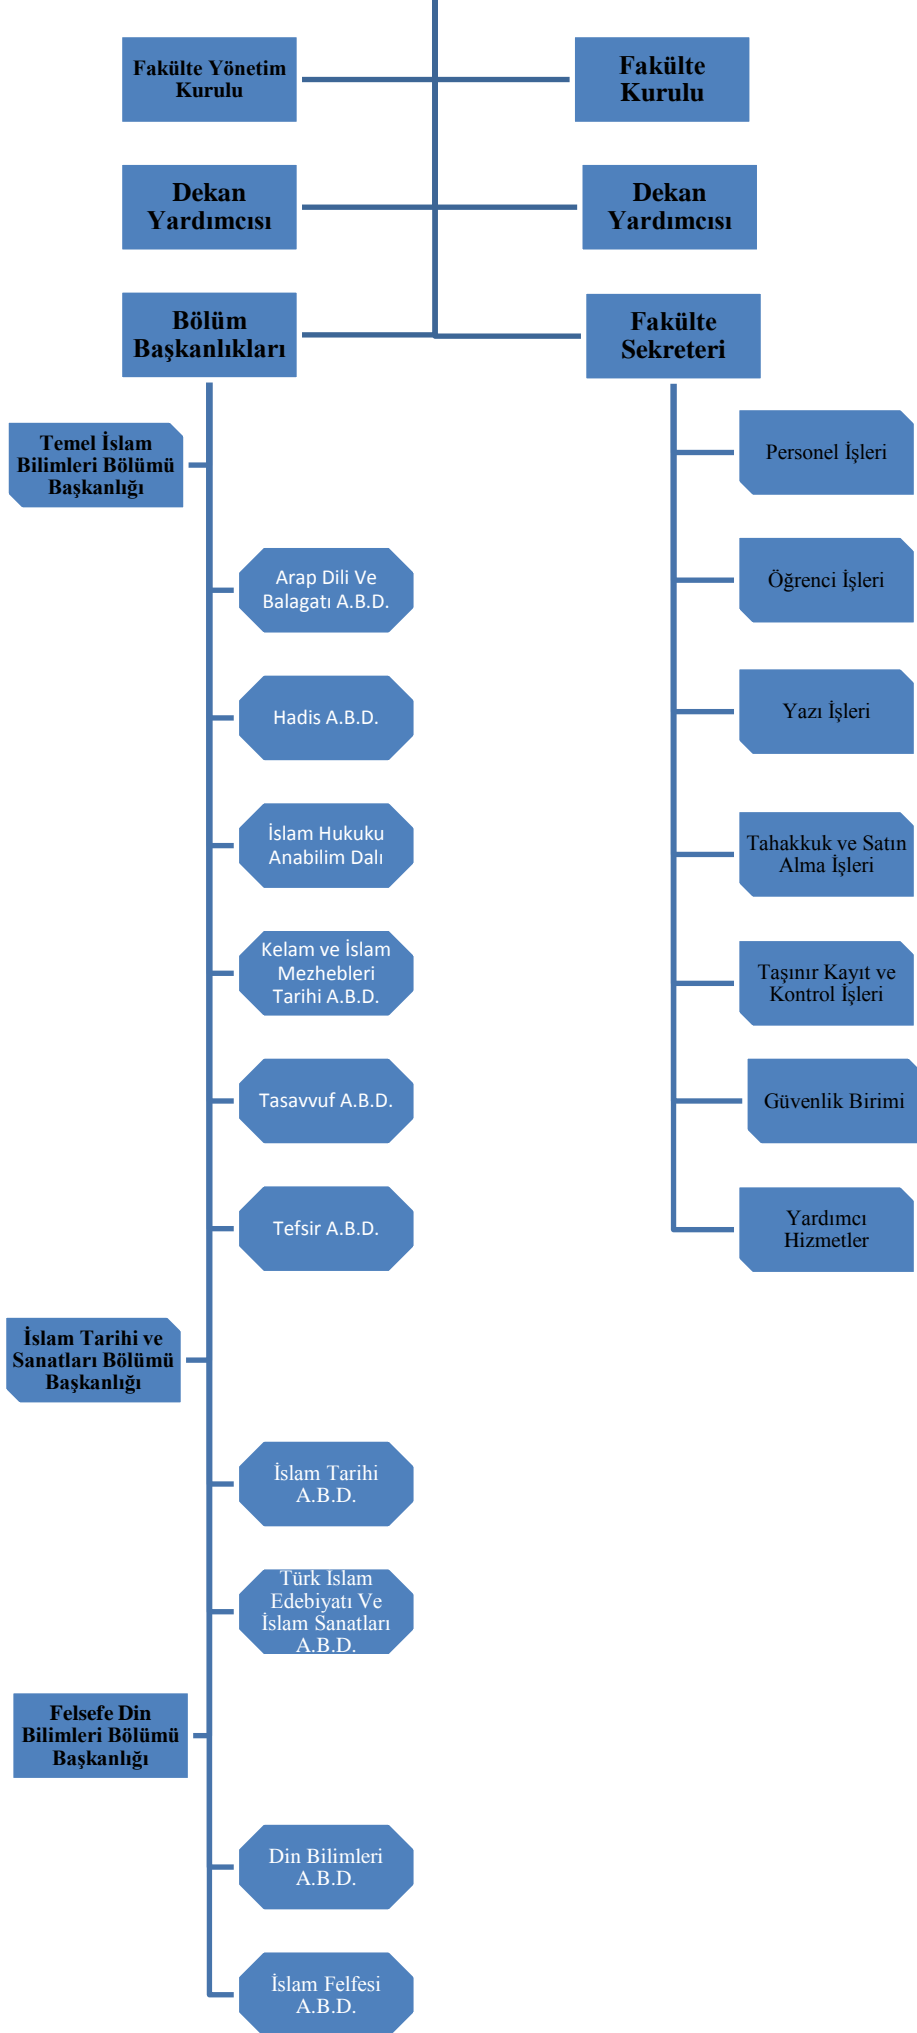 Fakülte Yönetim
Kurulu
Fakülte
Kurulu
Dekan
Yardımcısı
Dekan
Yardımcısı
Bölüm
Başkanlıkları
Fakülte
Sekreteri
Temel İslam
Bilimleri Bölümü
Başkanlığı
Arap Dili Ve
Balagatı A.B.D.
Hadis A.B.D.
İslam Hukuku
Anabilim Dalı
Kelam ve İslam
Mezhebleri
Tarihi A.B.D.
Tasavvuf A.B.D.
Tefsir A.B.D.
İslam Tarihi ve
Sanatları Bölümü
Başkanlığı
İslam Tarihi
A.B.D.
Türk İslam
Edebiyatı Ve
İslam Sanatları
A.B.D.
Felsefe Din
Bilimleri Bölümü
Başkanlığı
Din Bilimleri
A.B.D.
İslam Felfesi
A.B.D.
Personel İşleri
Öğrenci İşleri
Yazı İşleri
Tahakkuk ve Satın
Alma İşleri
Taşınır Kayıt ve
Kontrol İşleri
Güvenlik Birimi
Yardımcı
Hizmetler